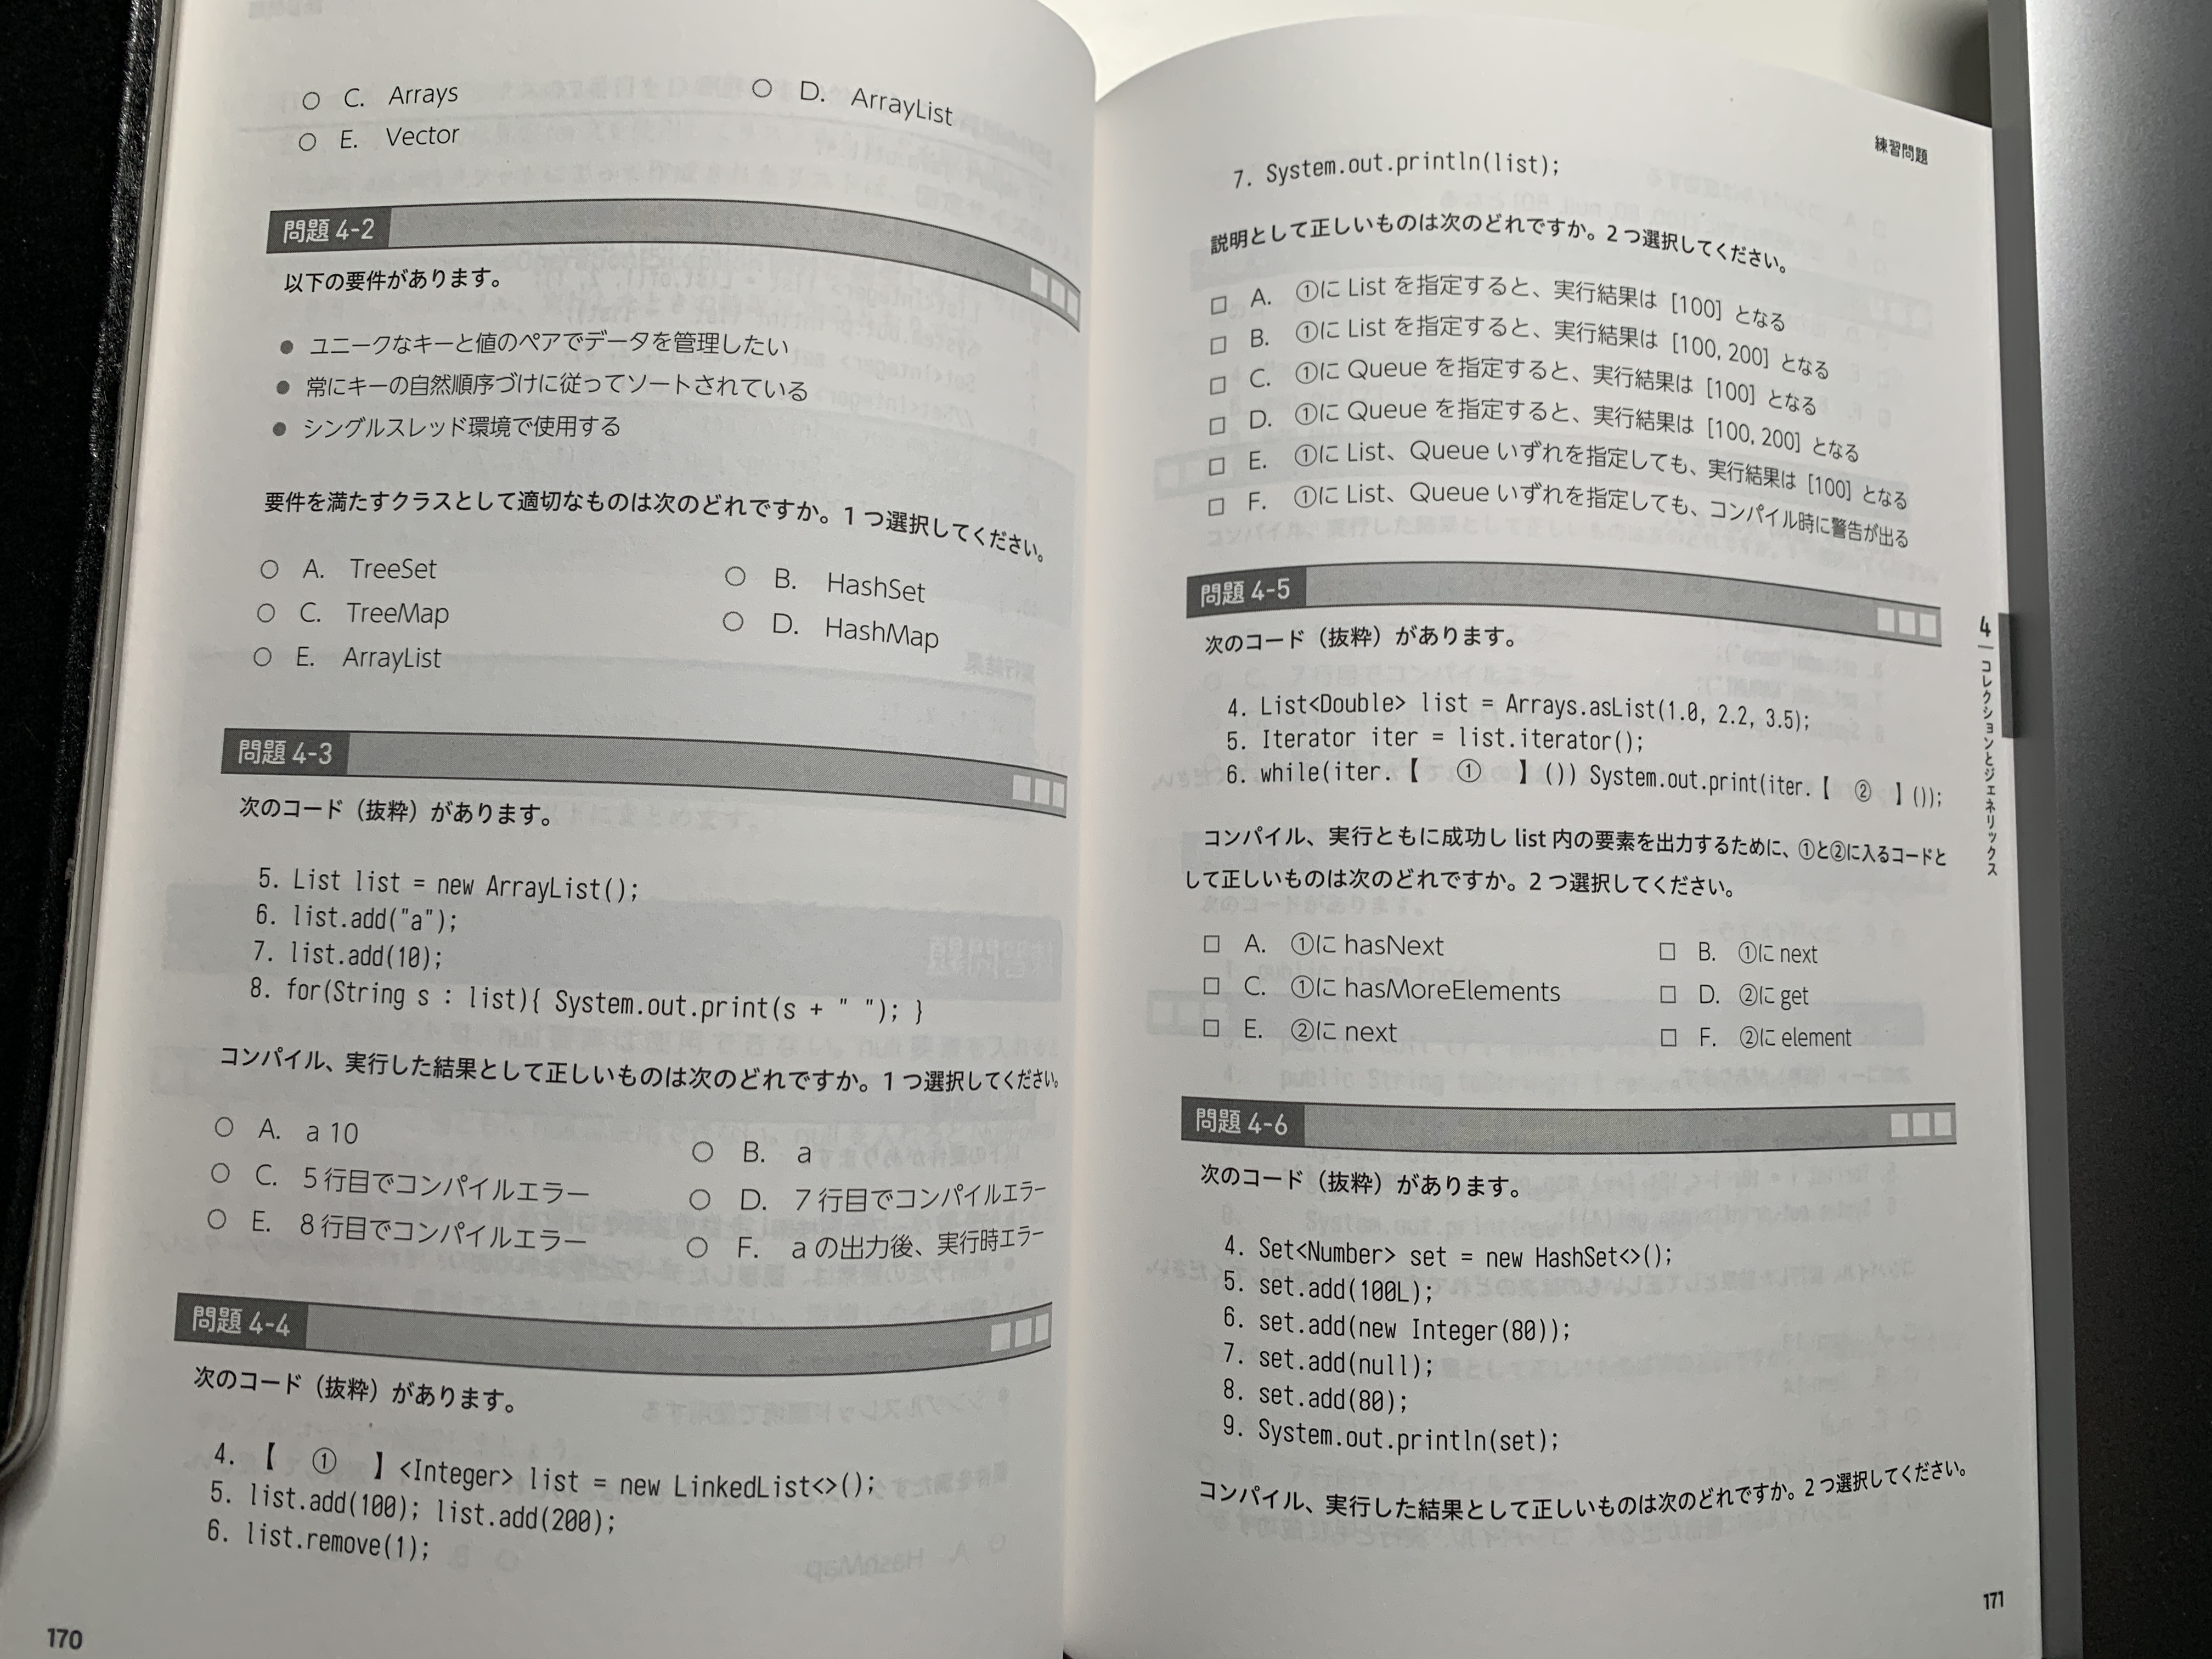 ○ C. Arrays ○ D. ArrayList
○ E. Vector
問題 4-2
以下の要件があります。
● ユニークなキーと値のペアでデータを管理したい
● 常にキーの自然順序づけに従ってソートされている
● シングルスレッド環境で使用する
要件を満たすクラスとして適切なものは次のどれですか。1 つ選択してください。
○ A. TreeSet ○ B. HashSet
○ C. TreeMap ○ D. HashMap
○ E. ArrayList
問題 4-3
次のコード（抜粋）があります。
5. List list = new ArrayList();
6. list.add("a");
7. list.add(10);
8. for(String s : list){ System.out.print(s + " "); }
コンパイル、実行した結果として正しいものは次のどれですか。1 つ選択してください。
○ A. a 10 ○ B. a
○ C. 5 行目でコンパイルエラー ○ D. 7 行目でコンパイルエラー
○ E. 8 行目でコンパイルエラー ○ F. a の出力後、実行時エラー
問題 4-4
次のコード（抜粋）があります。
4. 【 ① 】<Integer> list = new LinkedList<>();
5. list.add(100); list.add(200);
6. list.remove(1);
170
練習問題
7. System.out.println(list);
説明として正しいものは次のどれですか。2 つ選択してください。
□ A. ①に List を指定すると、実行結果は [100] となる
□ B. ①に List を指定すると、実行結果は [100, 200] となる
□ C. ①に Queue を指定すると、実行結果は [100] となる
□ D. ①に Queue を指定すると、実行結果は [100, 200] となる
□ E. ①に List、Queue いずれを指定しても、実行結果は [100] となる
□ F. ①に List、Queue いずれを指定しても、コンパイル時に警告が出る
問題 4-5
次のコード（抜粋）があります。
4. List<Double> list = Arrays.asList(1.0, 2.2, 3.5);
5. Iterator iter = list.iterator();
6. while(iter.【 ① 】()) System.out.print(iter.【 ② 】());
コンパイル、実行ともに成功し list 内の要素を出力するために、①と②に入るコードと
して正しいものは次のどれですか。2 つ選択してください。
□ A. ①に hasNext □ B. ①に next
□ C. ①に hasMoreElements □ D. ②に get
□ E. ②に next □ F. ②に element
問題 4-6
次のコード（抜粋）があります。
4. Set<Number> set = new HashSet<>();
5. set.add(100L);
6. set.add(new Integer(80));
7. set.add(null);
8. set.add(80);
9. System.out.println(set);
コンパイル、実行した結果として正しいものは次のどれですか。2 つ選択してください。
4 コレクションとジェネリックス
171